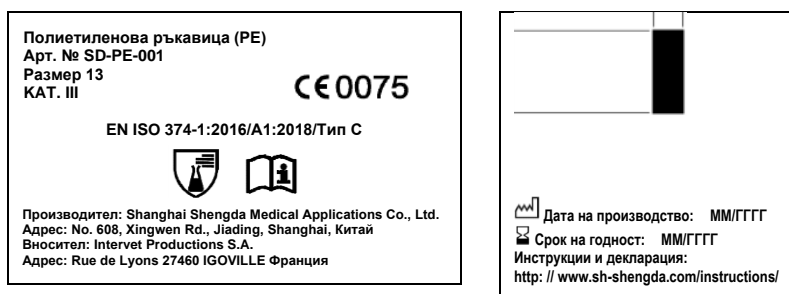 Полиетиленова ръкавица (PE)
Арт. № SD-PE-001
Размер 13
КАТ. III
CE0075
EN ISO 374-1:2016/A1:2018/Тип C
Производител: Shanghai Shengda Medical Applications Co., Ltd.
Адрес: No. 608, Xingwen Rd., Jiading, Shanghai, Китай
Вносител: Intervet Productions S.A.
Адрес: Rue de Lyons 27460 IGOVILLE Франция
Дата на производство: ММ/ГГГГ
Срок на годност: ММ/ГГГГ
Инструкции и декларация:
http: // www.sh-shengda.com/instructions/